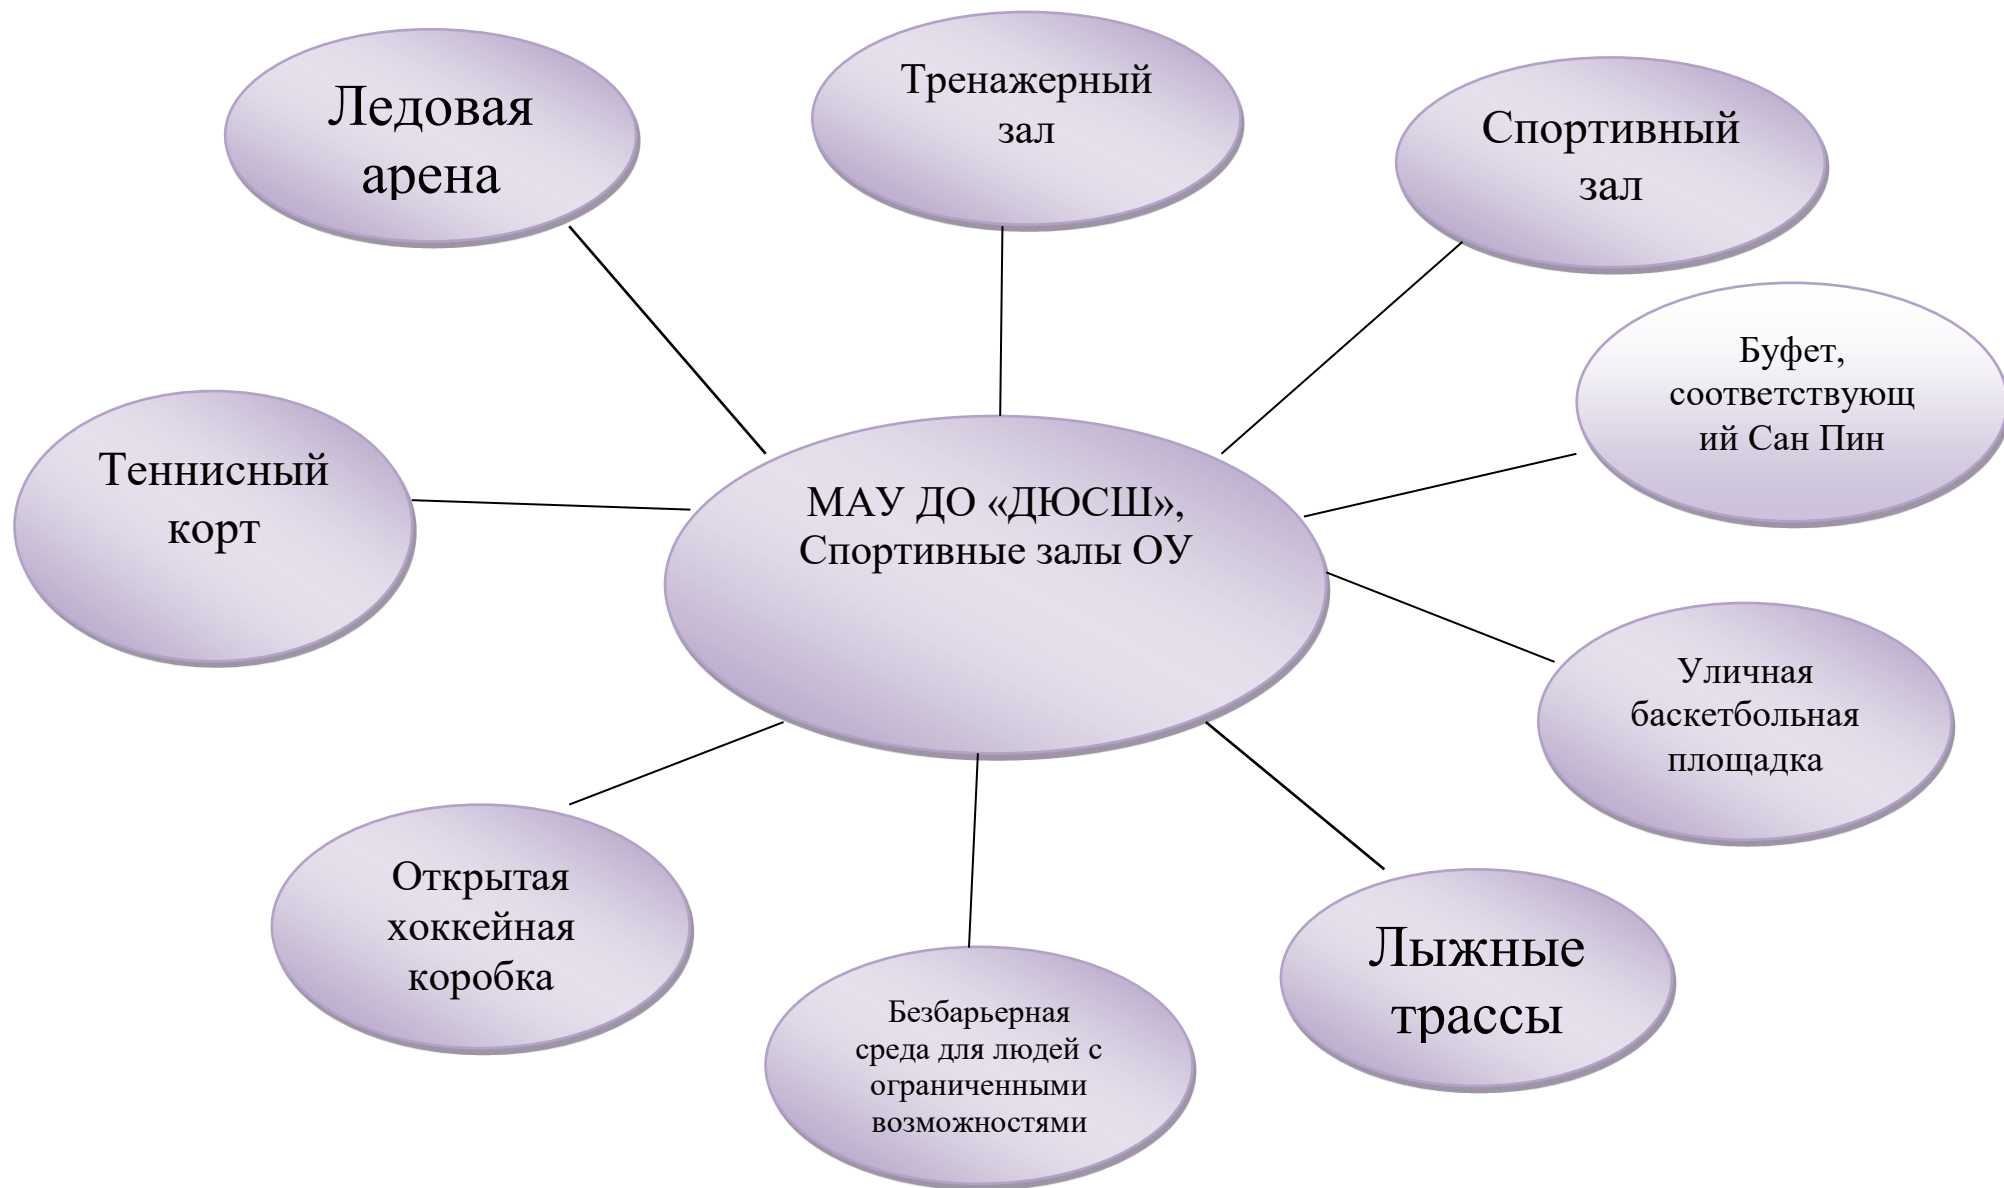 Ледовая
арена
Тренажерный
зал
Спортивный
зал
Буфет,
соответствующ
ий Сан Пин
Теннисный
корт
МАУ ДО «ДЮСШ»,
Спортивные залы ОУ
Уличная
баскетбольная
площадка
Открытая
хоккейная
коробка
Безбарьерная
среда для людей с
ограниченными
возможностями
Лыжные
трассы